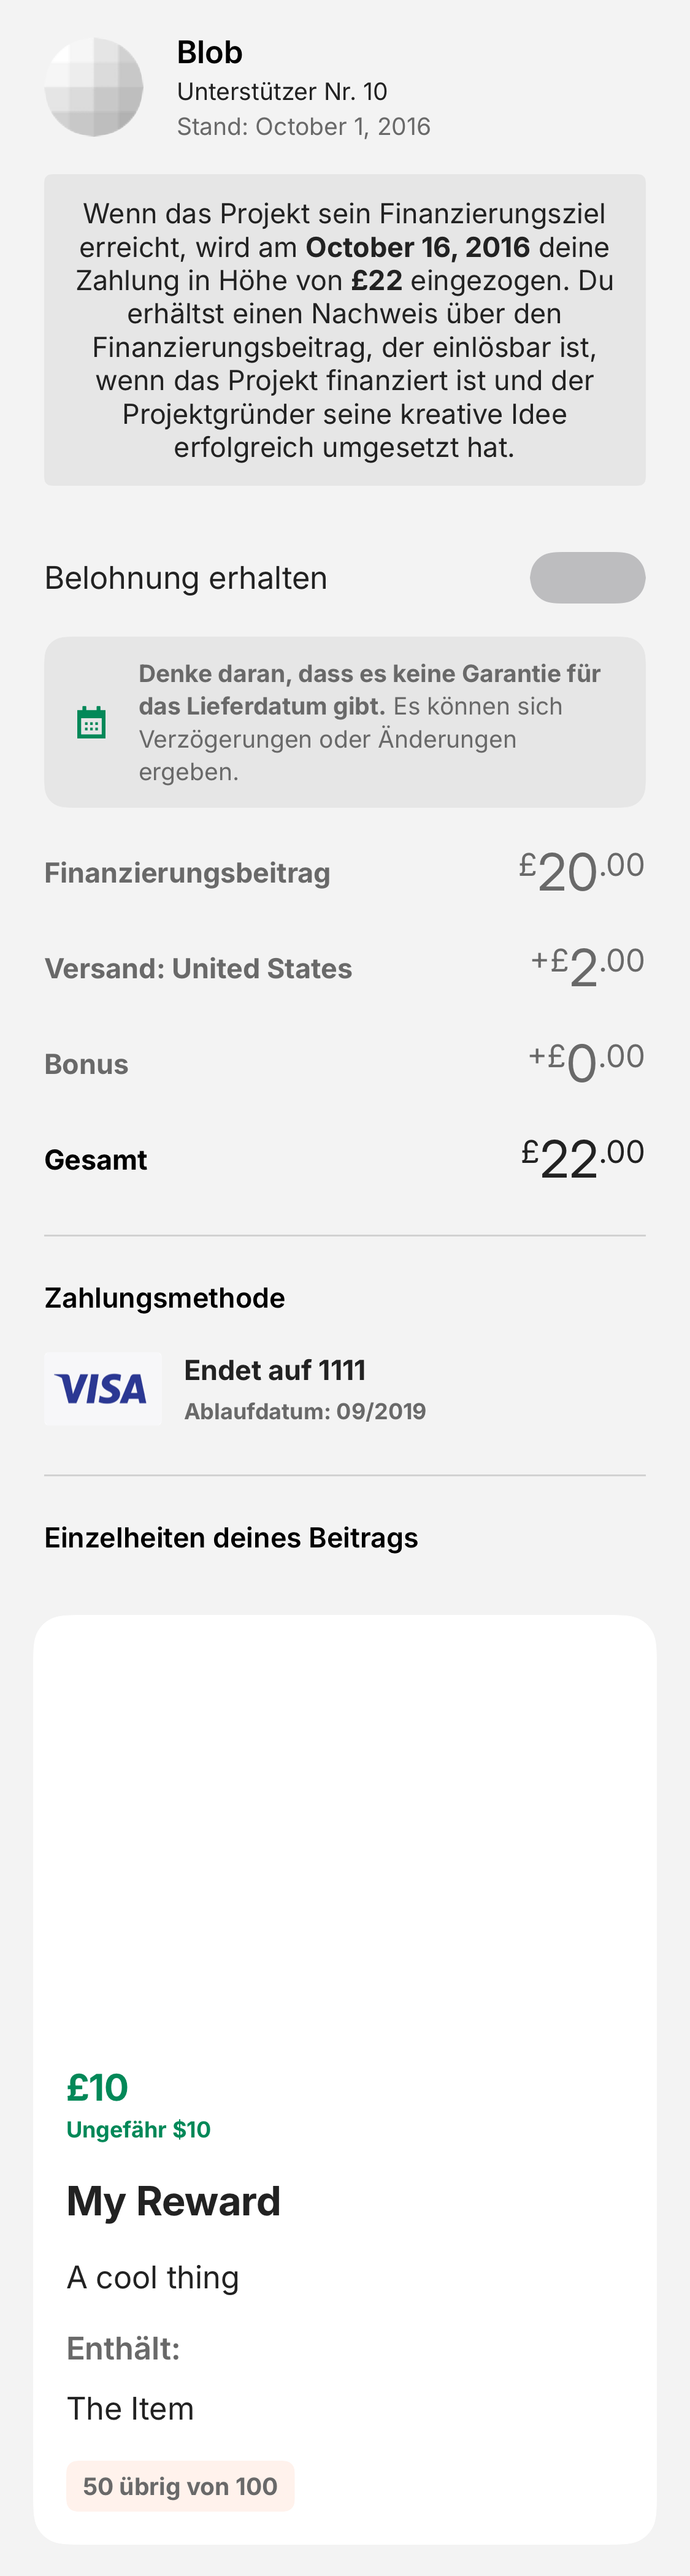 Blob
Unterstützer Nr. 10
Stand: October 1, 2016
Wenn das Projekt sein Finanzierungsziel
erreicht, wird am October 16, 2016 deine
Zahlung in Höhe von £22 eingezogen. Du
erhältst einen Nachweis über den
Finanzierungsbeitrag, der einlösbar ist,
wenn das Projekt finanziert ist und der
Projektgründer seine kreative Idee
erfolgreich umgesetzt hat.
Belohnung erhalten
Denke daran, dass es keine Garantie für
das Lieferdatum gibt. Es können sich
Verzögerungen oder Änderungen
ergeben.
Finanzierungsbeitrag £20.00
Versand: United States +£2.00
Bonus +£0.00
Gesamt £22.00
Zahlungsmethode
VISA Endet auf 1111
Ablaufdatum: 09/2019
Einzelheiten deines Beitrags
£10
Ungefähr $10
My Reward
A cool thing
Enthält:
The Item
50 übrig von 100